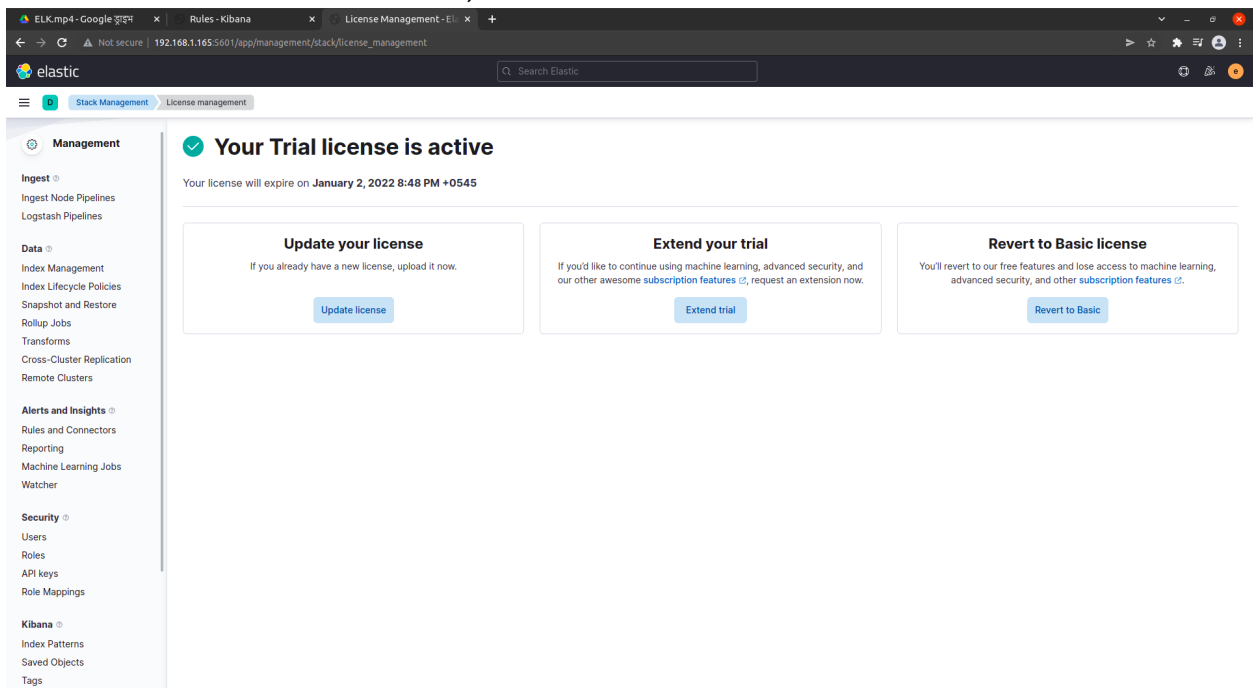 ELK.mp4 - Google ड्राइव
Rules - Kibana
License Management - Ela
Not secure | 192.168.1.165:5601/app/management/stack/license_management
elastic
Search Elastic
e
D
Stack Management
License management
Management
Ingest
Ingest Node Pipelines
Logstash Pipelines
Data
Index Management
Index Lifecycle Policies
Snapshot and Restore
Rollup Jobs
Transforms
Cross-Cluster Replication
Remote Clusters
Alerts and Insights
Rules and Connectors
Reporting
Machine Learning Jobs
Watcher
Security
Users
Roles
API keys
Role Mappings
Kibana
Index Patterns
Saved Objects
Tags
Your Trial license is active
Your license will expire on January 2, 2022 8:48 PM +0545
Update your license
If you already have a new license, upload it now.
Update license
Extend your trial
If you'd like to continue using machine learning, advanced security, and
our other awesome subscription features, request an extension now.
Extend trial
Revert to Basic license
You'll revert to our free features and lose access to machine learning,
advanced security, and other subscription features.
Revert to Basic